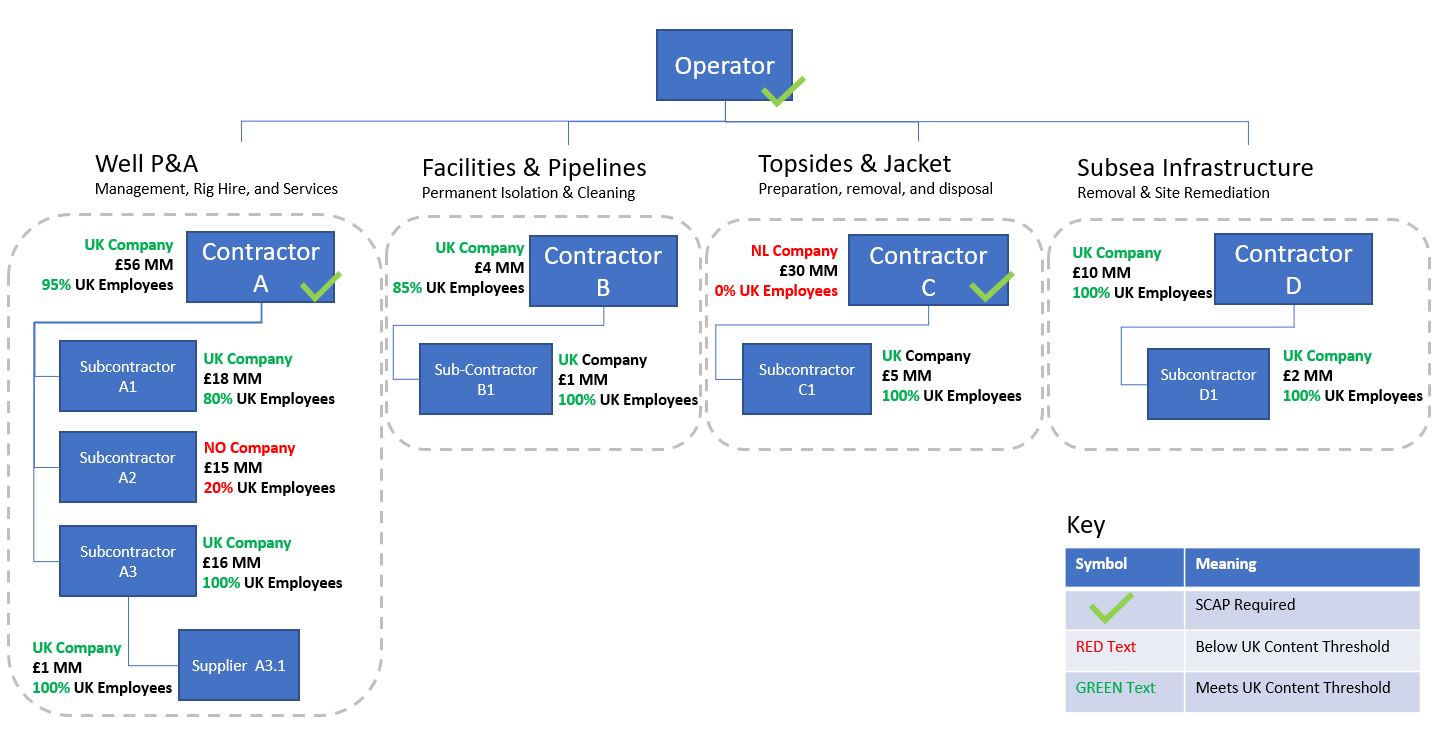 Operator
Well P&A
Management, Rig Hire, and Services
Facilities & Pipelines
Permanent Isolation & Cleaning
Topsides & Jacket
Preparation, removal, and disposal
Subsea Infrastructure
Removal & Site Remediation
UK Company
£56 MM
95% UK Employees
Contractor
A
Subcontractor
A1
UK Company
£18 MM
80% UK Employees
Subcontractor
A2
NO Company
£15 MM
20% UK Employees
Subcontractor
A3
UK Company
£16 MM
100% UK Employees
UK Company
£1 MM
100% UK Employees
Supplier A3.1
UK Company
£4 MM
85% UK Employees
Contractor
B
Sub-Contractor
B1
UK Company
£1 MM
100% UK Employees
NL Company
£30 MM
0% UK Employees
Contractor
C
Subcontractor
C1
UK Company
£5 MM
100% UK Employees
UK Company
£10 MM
100% UK Employees
Contractor
D
Subcontractor
D1
UK Company
£2 MM
100% UK Employees
Key
Symbol Meaning
SCAP Required
RED Text Below UK Content Threshold
GREEN Text Meets UK Content Threshold